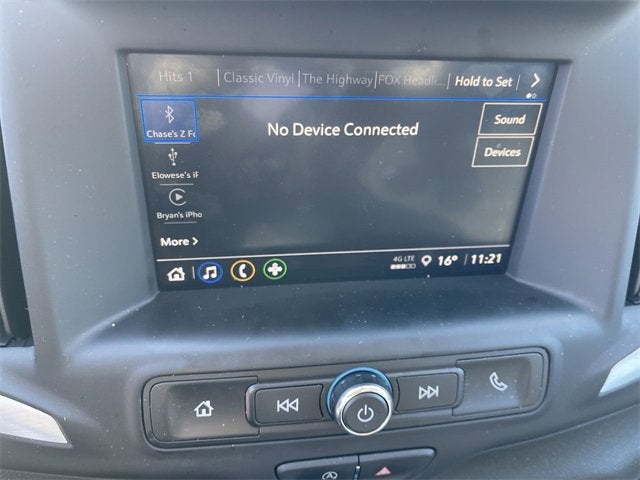 Hits 1 Classic Vinyl The Highway FOX Headli... Hold to Set
Chase's Z Fo
No Device Connected
Sound
Elowese's iF
Devices
Bryan's iPho
More
4G LTE 16° 11:21